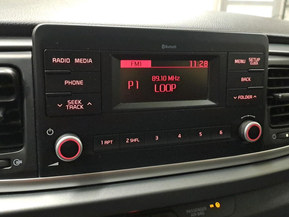 Bluetooth
RADIO MEDIA
FM1 11:28
MENU SETUP
PHONE
89.10 MHz
BACK
P1 LOOP
SEEK
TRACK
FOLDER
1 RPT 2 SHFL 3 4 5 6